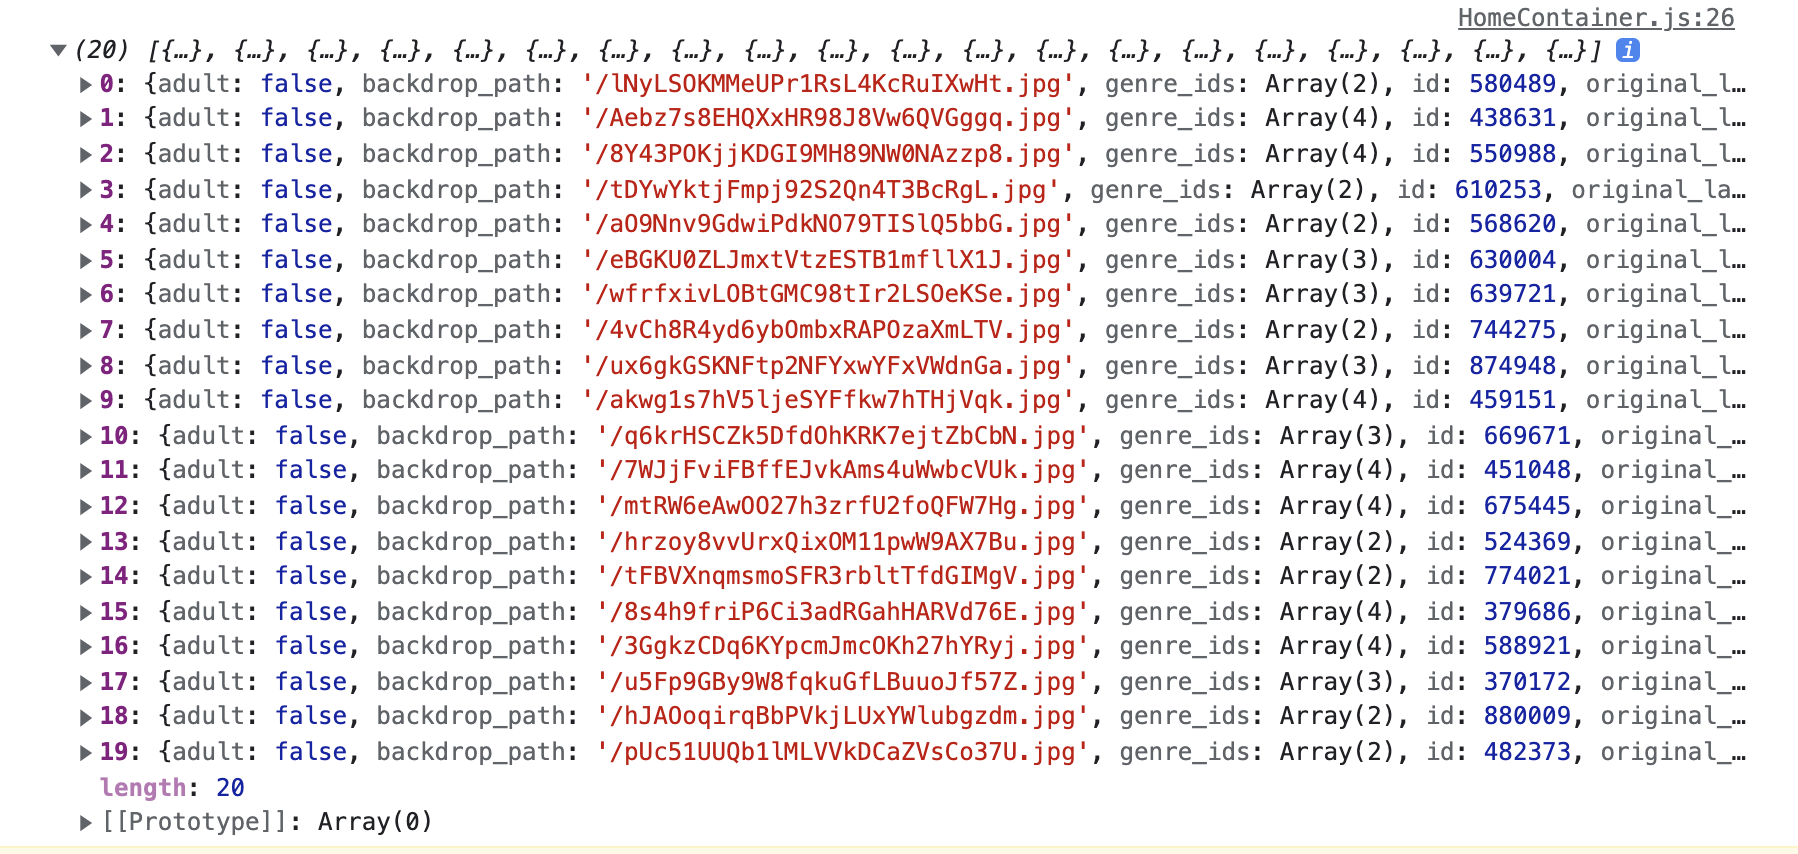 HomeContainer.js:26
(20) [{…}, {…}, {…}, {…}, {…}, {…}, {…}, {…}, {…}, {…}, {…}, {…}, {…}, {…}, {…}, {…}, {…}, {…}, {…}, {…}] i
0: {adult: false, backdrop_path: '/lNyLSOKMMeUPr1RsL4KcRuIXwHt.jpg', genre_ids: Array(2), id: 580489, original_l…
1: {adult: false, backdrop_path: '/Aebz7s8EHQXxHR98J8Vw6QVGggq.jpg', genre_ids: Array(4), id: 438631, original_l…
2: {adult: false, backdrop_path: '/8Y43POKjjKDGI9MH89NW0NAzzp8.jpg', genre_ids: Array(4), id: 550988, original_l…
3: {adult: false, backdrop_path: '/tDYwYktjFmpj92S2Qn4T3BcRgL.jpg', genre_ids: Array(2), id: 610253, original_la…
4: {adult: false, backdrop_path: '/aO9Nnv9GdwiPdkNO79TISlQ5bbG.jpg', genre_ids: Array(2), id: 568620, original_l…
5: {adult: false, backdrop_path: '/eBGKU0ZLJmxtVtzESTB1mfllX1J.jpg', genre_ids: Array(3), id: 630004, original_l…
6: {adult: false, backdrop_path: '/wfrfxivLOBtGMC98tIr2LSOeKSe.jpg', genre_ids: Array(3), id: 639721, original_l…
7: {adult: false, backdrop_path: '/4vCh8R4yd6ybOmbxRAPOzaXmLTV.jpg', genre_ids: Array(2), id: 744275, original_l…
8: {adult: false, backdrop_path: '/ux6gkGSKNFtp2NFYxwYFxVWdnGa.jpg', genre_ids: Array(3), id: 874948, original_l…
9: {adult: false, backdrop_path: '/akwg1s7hV5ljeSYFfkw7hTHjVqk.jpg', genre_ids: Array(4), id: 459151, original_l…
10: {adult: false, backdrop_path: '/q6krHSCZk5DfdOhKRK7ejtZbCbN.jpg', genre_ids: Array(3), id: 669671, original_…
11: {adult: false, backdrop_path: '/7WJjFviFBffEJvkAms4uWwbcVUk.jpg', genre_ids: Array(4), id: 451048, original_…
12: {adult: false, backdrop_path: '/mtRW6eAwOO27h3zrfU2foQFW7Hg.jpg', genre_ids: Array(4), id: 675445, original_…
13: {adult: false, backdrop_path: '/hrzoy8vvUrxQixOM11pwW9AX7Bu.jpg', genre_ids: Array(2), id: 524369, original_…
14: {adult: false, backdrop_path: '/tFBVXnqmsmoSFR3rbltTfdGIMgV.jpg', genre_ids: Array(2), id: 774021, original_…
15: {adult: false, backdrop_path: '/8s4h9friP6Ci3adRGahHARVd76E.jpg', genre_ids: Array(4), id: 379686, original_…
16: {adult: false, backdrop_path: '/3GgkzCDq6KYpcmJmcOKh27hYRyj.jpg', genre_ids: Array(4), id: 588921, original_…
17: {adult: false, backdrop_path: '/u5Fp9GBy9W8fqkuGfLBuuoJf57Z.jpg', genre_ids: Array(3), id: 370172, original_…
18: {adult: false, backdrop_path: '/hJAOoqirqBbPVkjLUxYWlubgzdm.jpg', genre_ids: Array(2), id: 880009, original_…
19: {adult: false, backdrop_path: '/pUc51UUQb1lMLVVkDCaZVsCo37U.jpg', genre_ids: Array(2), id: 482373, original_…
length: 20
[[Prototype]]: Array(0)